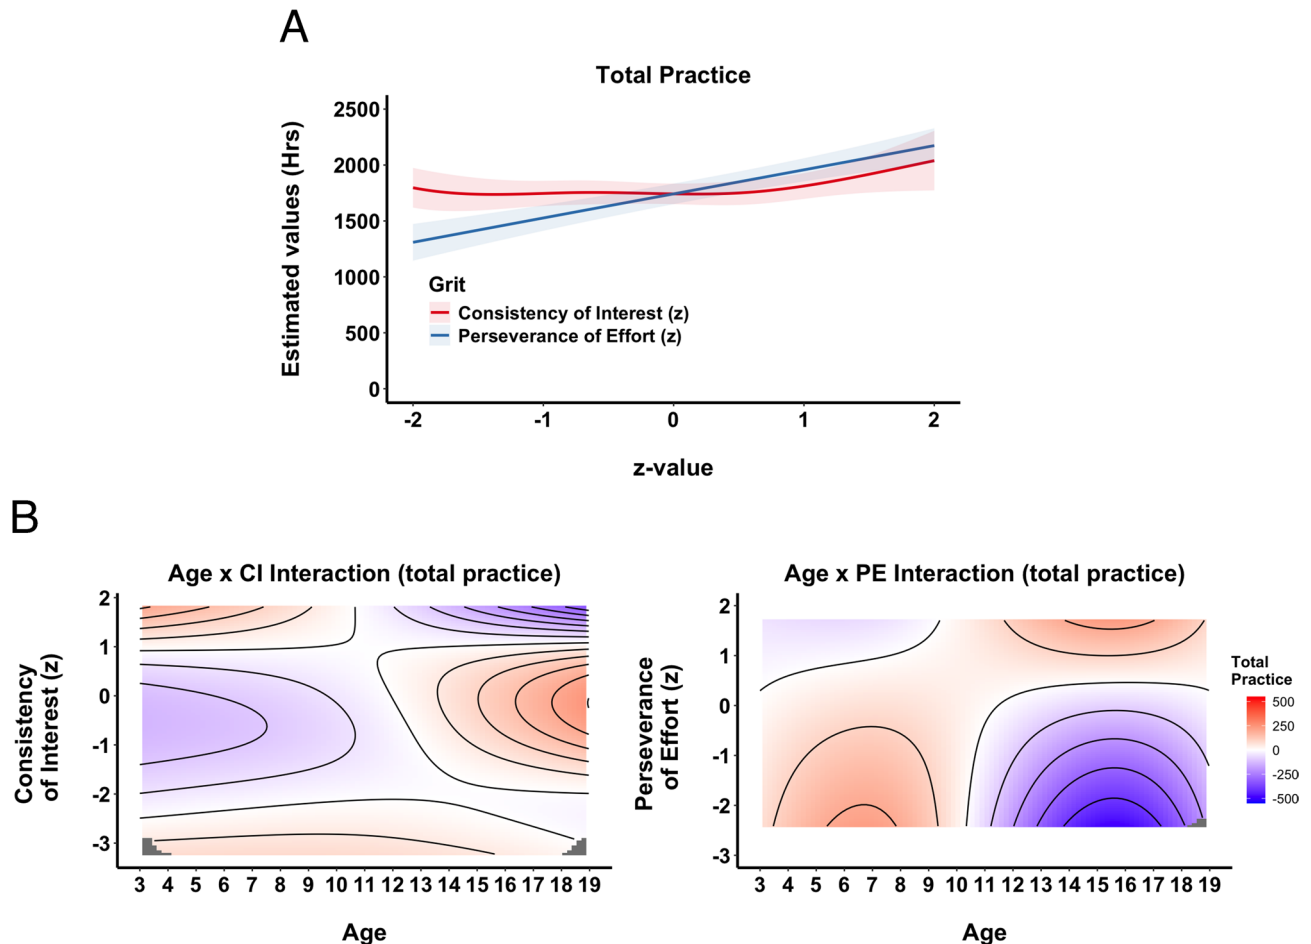 A
Total Practice
Estimated values (Hrs)
2500
2000
1500
1000
500
0
Grit
Consistency of Interest (z)
Perseverance of Effort (z)
-2 -1 0 1 2
z-value
B
Age x CI Interaction (total practice)
Consistency
of Interest (z)
2
1
0
-1
-2
-3
3 4 5 6 7 8 9 10 11 12 13 14 15 16 17 18 19
Age
Age x PE Interaction (total practice)
Perseverance
of Effort (z)
2
1
0
-1
-2
-3
3 4 5 6 7 8 9 10 11 12 13 14 15 16 17 18 19
Age
Total
Practice
500
250
0
-250
-500